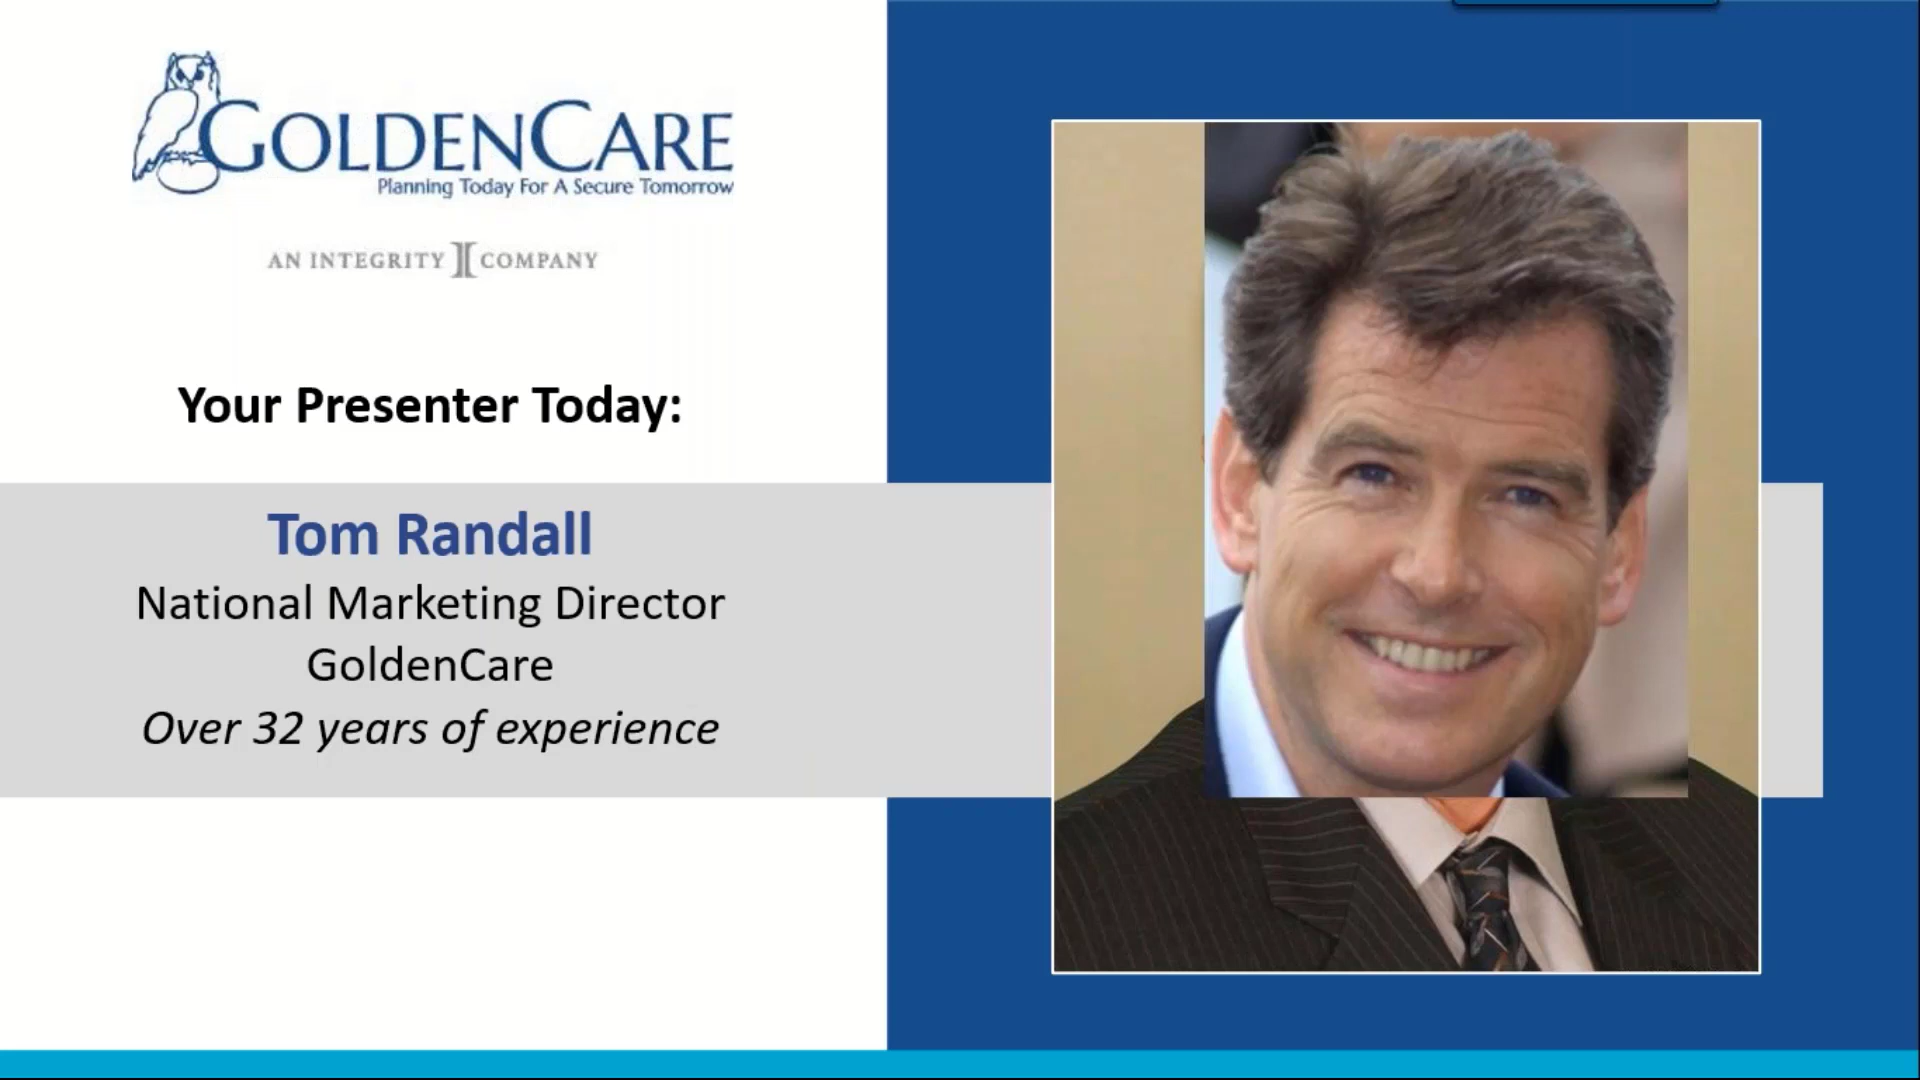 GOLDENCARE
Planning Today For A Secure Tomorrow
AN INTEGRITY COMPANY
Your Presenter Today:
Tom Randall
National Marketing Director
GoldenCare
Over 32 years of experience